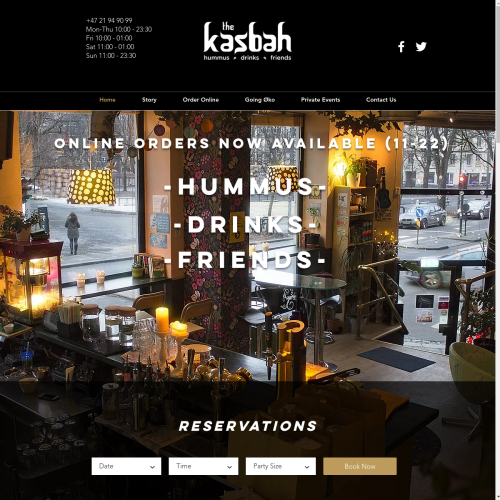 +47 21 94 90 99
Mon-Thu 10:00 - 23:30
Fri 10:00 - 01:00
Sat 11:00 - 01:00
Sun 11:00 - 23:30
the
kasbah
hummus • drinks • friends
Home
Story
Order Online
Going Øko
Private Events
Contact Us
ONLINE ORDERS NOW AVAILABLE (11-22)
-HUMMUS-
-DRINKS-
-FRIENDS-
RESERVATIONS
Date
Time
Party Size
Book Now